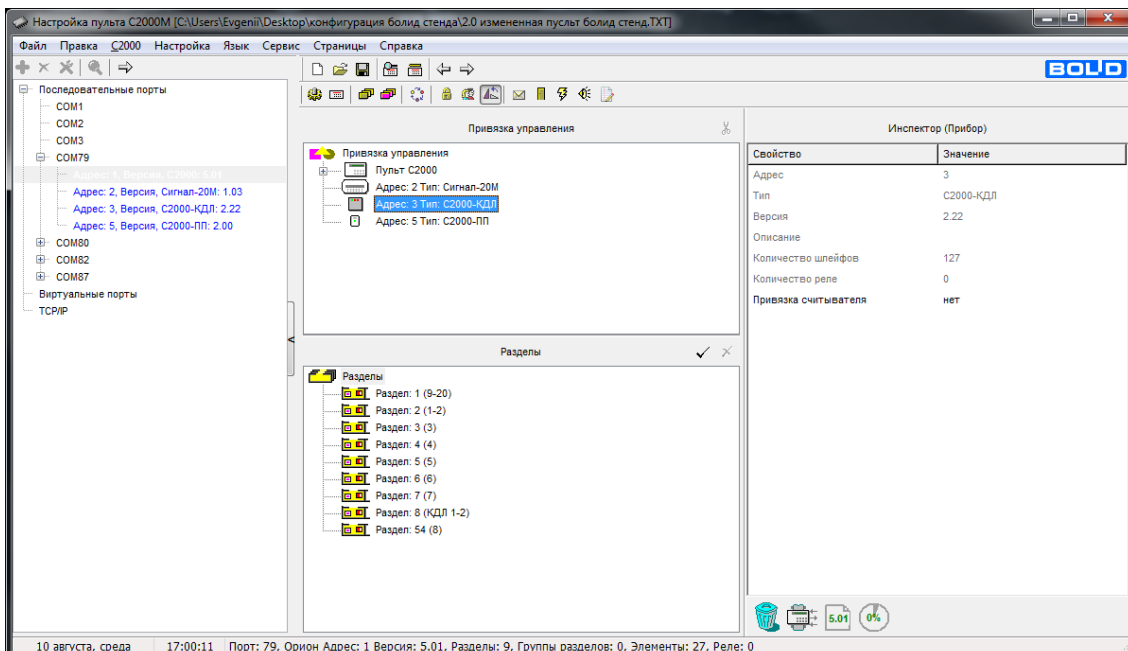 Настройка пульта С2000М [C:\Users\Evgenii\Desktop\конфигурация болид стенда\2.0 измененная пусльт болид стенд.TXT]
Файл Правка С2000 Настройка Язык Сервис Страницы Справка
BOLID
Последовательные порты
COM1
COM2
COM3
COM79
Адрес: 1, Версия, С2000: 5.01
Адрес: 2, Версия, Сигнал-20М: 1.03
Адрес: 3, Версия, С2000-КДЛ: 2.22
Адрес: 5, Версия, С2000-ПП: 2.00
COM80
COM82
COM87
Виртуальные порты
TCP/IP
<
Привязка управления
Привязка управления
Пульт С2000
Адрес: 2 Тип: Сигнал-20М
Адрес: 3 Тип: С2000-КДЛ
Адрес: 5 Тип: С2000-ПП
Разделы
Разделы
Раздел: 1 (9-20)
Раздел: 2 (1-2)
Раздел: 3 (3)
Раздел: 4 (4)
Раздел: 5 (5)
Раздел: 6 (6)
Раздел: 7 (7)
Раздел: 8 (КДЛ 1-2)
Раздел: 54 (8)
Инспектор (Прибор)
Свойство Значение
Адрес 3
Тип С2000-КДЛ
Версия 2.22
Описание
Количество шлейфов 127
Количество реле 0
Привязка считывателя нет
5.01 0%
10 августа, среда 17:00:11 Порт: 79, Орион Адрес: 1 Версия: 5.01, Разделы: 9, Группы разделов: 0, Элементы: 27, Реле: 0